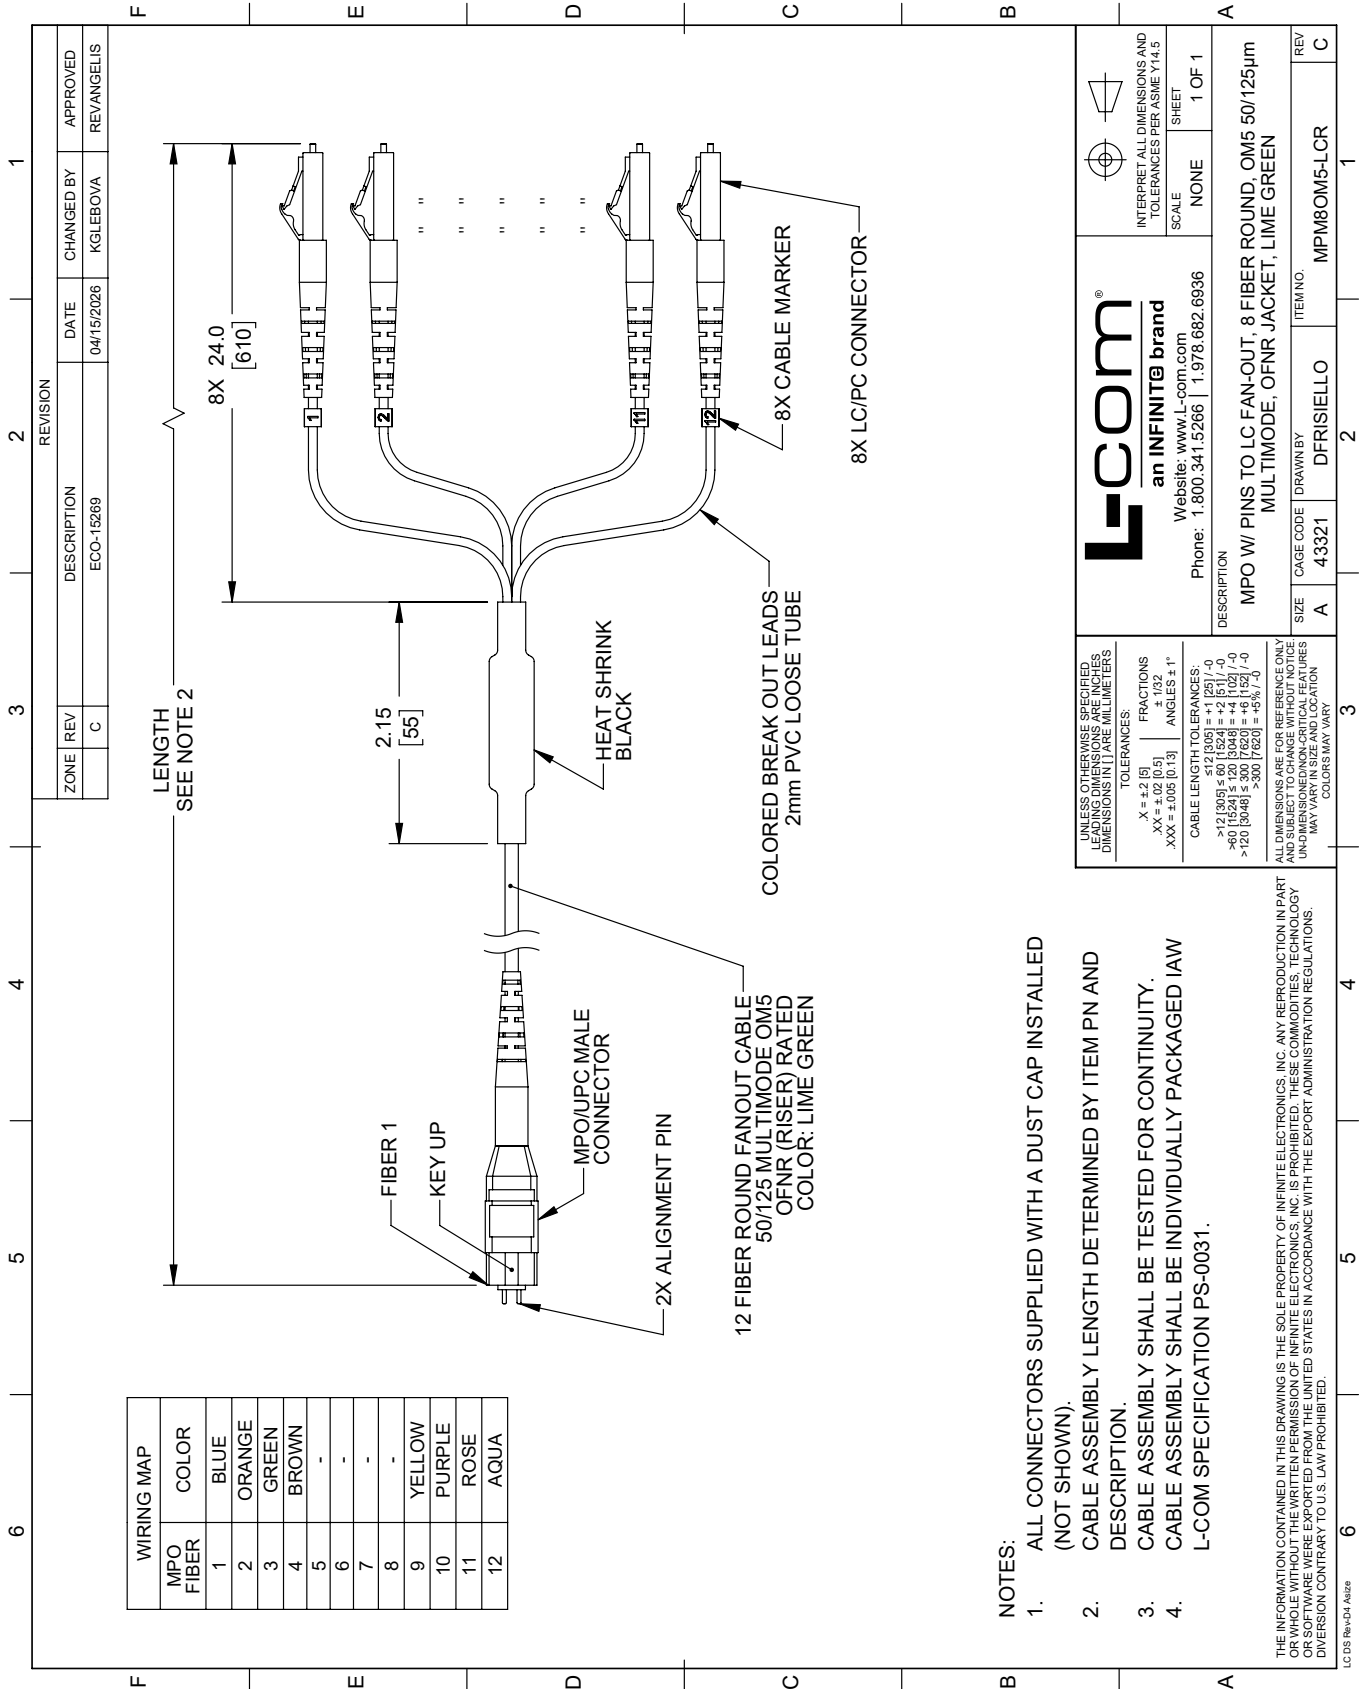 REVISION
ZONE REV DESCRIPTION DATE CHANGED BY APPROVED
C ECO-15269 04/15/2026 KGLEBOVA REVANGELIS
6 5 4 3 2 1
F
E
D
C
B
A
WIRING MAP
MPO FIBER COLOR
1 BLUE
2 ORANGE
3 GREEN
4 BROWN
5 -
6 -
7 -
8 -
9 YELLOW
10 PURPLE
11 ROSE
12 AQUA
LENGTH
SEE NOTE 2
8X 24.0
[610]
2.15
[55]
FIBER 1
KEY UP
MPO/UPC MALE
CONNECTOR
2X ALIGNMENT PIN
12 FIBER ROUND FANOUT CABLE
50/125 MULTIMODE OM5
OFNR (RISER) RATED
COLOR: LIME GREEN
HEAT SHRINK
BLACK
COLORED BREAK OUT LEADS
2mm PVC LOOSE TUBE
1
2
" "
" "
" "
" "
" "
11
12
8X CABLE MARKER
8X LC/PC CONNECTOR
NOTES:
1. ALL CONNECTORS SUPPLIED WITH A DUST CAP INSTALLED
(NOT SHOWN).
2. CABLE ASSEMBLY LENGTH DETERMINED BY ITEM PN AND
DESCRIPTION.
3. CABLE ASSEMBLY SHALL BE TESTED FOR CONTINUITY.
4. CABLE ASSEMBLY SHALL BE INDIVIDUALLY PACKAGED IAW
L-COM SPECIFICATION PS-0031.
THE INFORMATION CONTAINED IN THIS DRAWING IS THE SOLE PROPERTY OF INFINITE ELECTRONICS, INC. ANY REPRODUCTION IN PART
OR WHOLE WITHOUT THE WRITTEN PERMISSION OF INFINITE ELECTRONICS, INC. IS PROHIBITED. THESE COMMODITIES, TECHNOLOGY
OR SOFTWARE WERE EXPORTED FROM THE UNITED STATES IN ACCORDANCE WITH THE EXPORT ADMINISTRATION REGULATIONS.
DIVERSION CONTRARY TO U.S. LAW PROHIBITED.
UNLESS OTHERWISE SPECIFIED
LEADING DIMENSIONS ARE INCHES
DIMENSIONS IN [ ] ARE MILLIMETERS
TOLERANCES:
.X = ±.2 [5] FRACTIONS
.XX = ±.02 [0.5] ± 1/32
.XXX = ±.005 [0.13] ANGLES ± 1°
CABLE LENGTH TOLERANCES:
≤12 [305] = +1 [25] / -0
>12 [305] ≤ 60 [1524] = +2 [51] / -0
>60 [1524] ≤ 120 [3048] = +4 [102] / -0
>120 [3048] ≤ 300 [7620] = +6 [152] / -0
>300 [7620] = +5% / -0
ALL DIMENSIONS ARE FOR REFERENCE ONLY
AND SUBJECT TO CHANGE WITHOUT NOTICE.
UN-DIMENSIONED/NON-CRITICAL FEATURES
MAY VARY IN SIZE AND LOCATION
COLORS MAY VARY
L-com®
an INFINITE brand
Website: www.L-com.com
Phone: 1.800.341.5266 | 1.978.682.6936
INTERPRET ALL DIMENSIONS AND
TOLERANCES PER ASME Y14.5
SCALE NONE
SHEET 1 OF 1
DESCRIPTION
MPO W/ PINS TO LC FAN-OUT, 8 FIBER ROUND, OM5 50/125µm
MULTIMODE, OFNR JACKET, LIME GREEN
SIZE CAGE CODE DRAWN BY ITEM NO. REV
A 43321 DFRISIELLO MPM8OM5-LCR C
F
E
D
C
B
A
6 5 4 3 2 1
LC DS Rev-D4 Asize